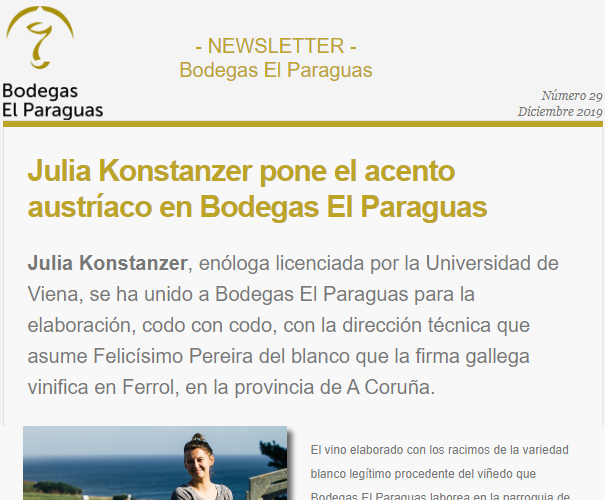 - NEWSLETTER -
Bodegas El Paraguas
Bodegas
El Paraguas
Número 29
Diciembre 2019
Julia Konstanzer pone el acento
austríaco en Bodegas El Paraguas
Julia Konstanzer, enóloga licenciada por la Universidad de
Viena, se ha unido a Bodegas El Paraguas para la
elaboración, codo con codo, con la dirección técnica que
asume Felicísimo Pereira del blanco que la firma gallega
vinifica en Ferrol, en la provincia de A Coruña.
El vino elaborado con los racimos de la variedad
blanco legítimo procedente del viñedo que
Bodegas El Paraguas laborea en la parroquia de